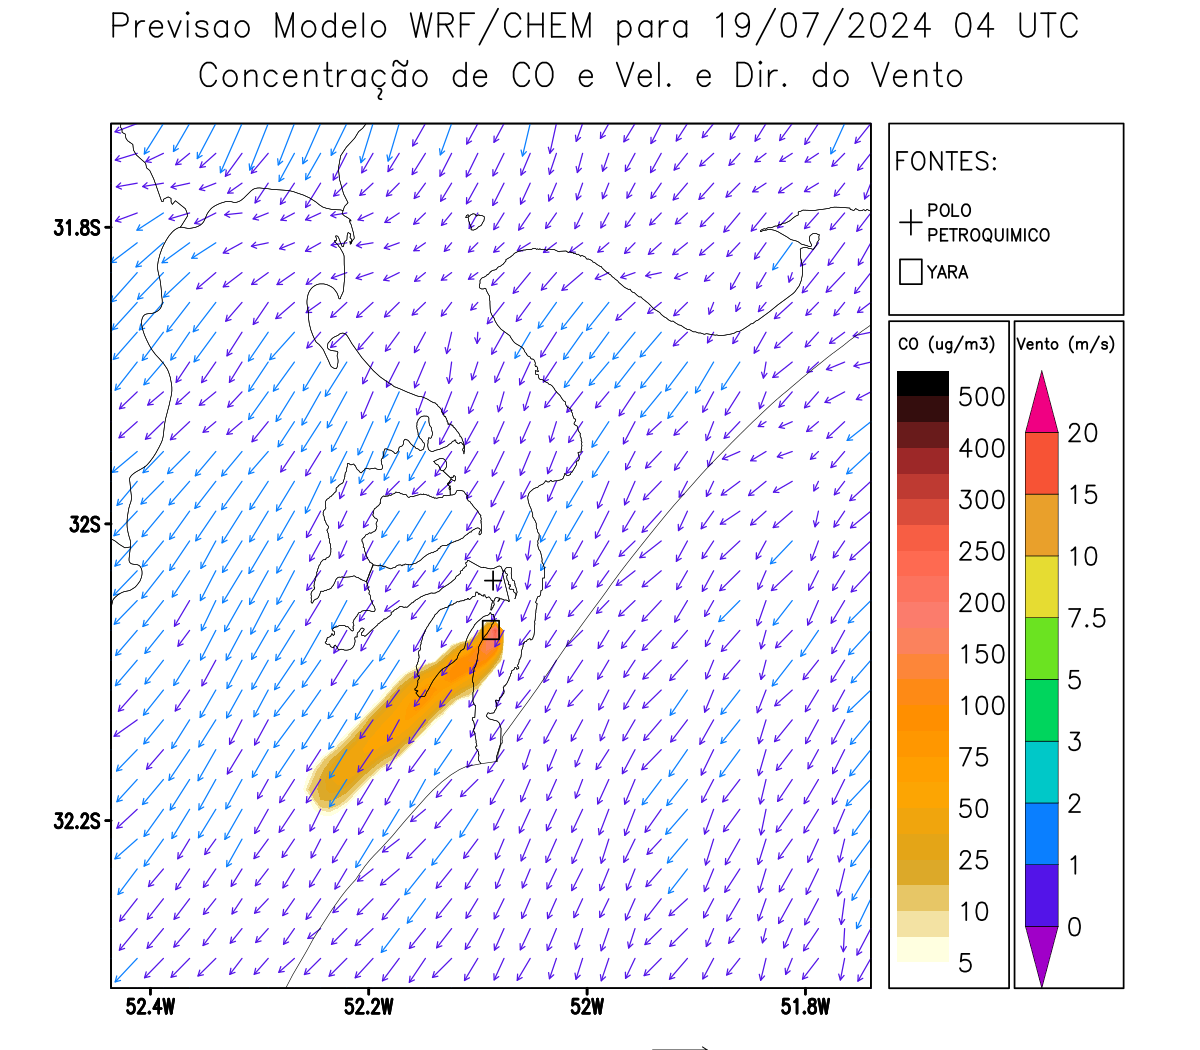 Previsao Modelo WRF/CHEM para 19/07/2024 04 UTC
Concentração de CO e Vel. e Dir. do Vento
FONTES:
POLO
PETROQUIMICO
YARA
31.8S
32S
32.2S
52.4W
52.2W
52W
51.8W
CO (ug/m3)
500
400
300
250
200
150
100
75
50
25
10
5
Vento (m/s)
20
15
10
7.5
5
3
2
1
0